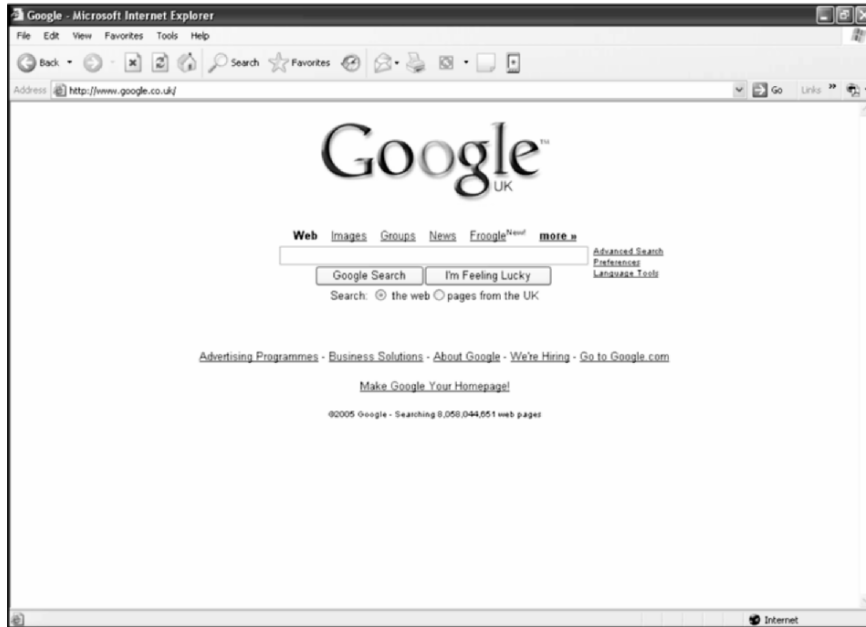 Google - Microsoft Internet Explorer
File Edit View Favorites Tools Help
Back Search Favorites
Address http://www.google.co.uk/ Go Links »
Google™
UK
Web Images Groups News Froogle New! more »
Advanced Search
Preferences
Language Tools
Google Search I'm Feeling Lucky
Search: the web pages from the UK
Advertising Programmes - Business Solutions - About Google - We're Hiring - Go to Google.com
Make Google Your Homepage!
©2005 Google - Searching 8,058,044,651 web pages
Internet